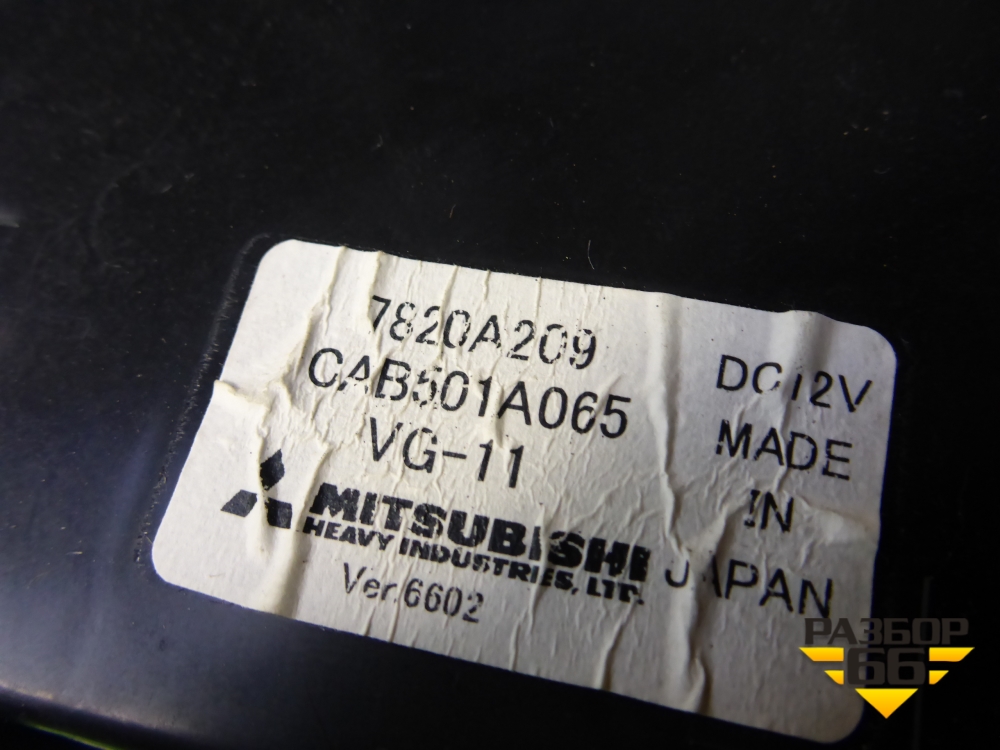 7820A209
CAB501A065
VG-11
MITSUBISHI
HEAVY INDUSTRIES, LTD.
Ver.6602
DC12V
MADE
IN
JAPAN
РАЗБОР
66